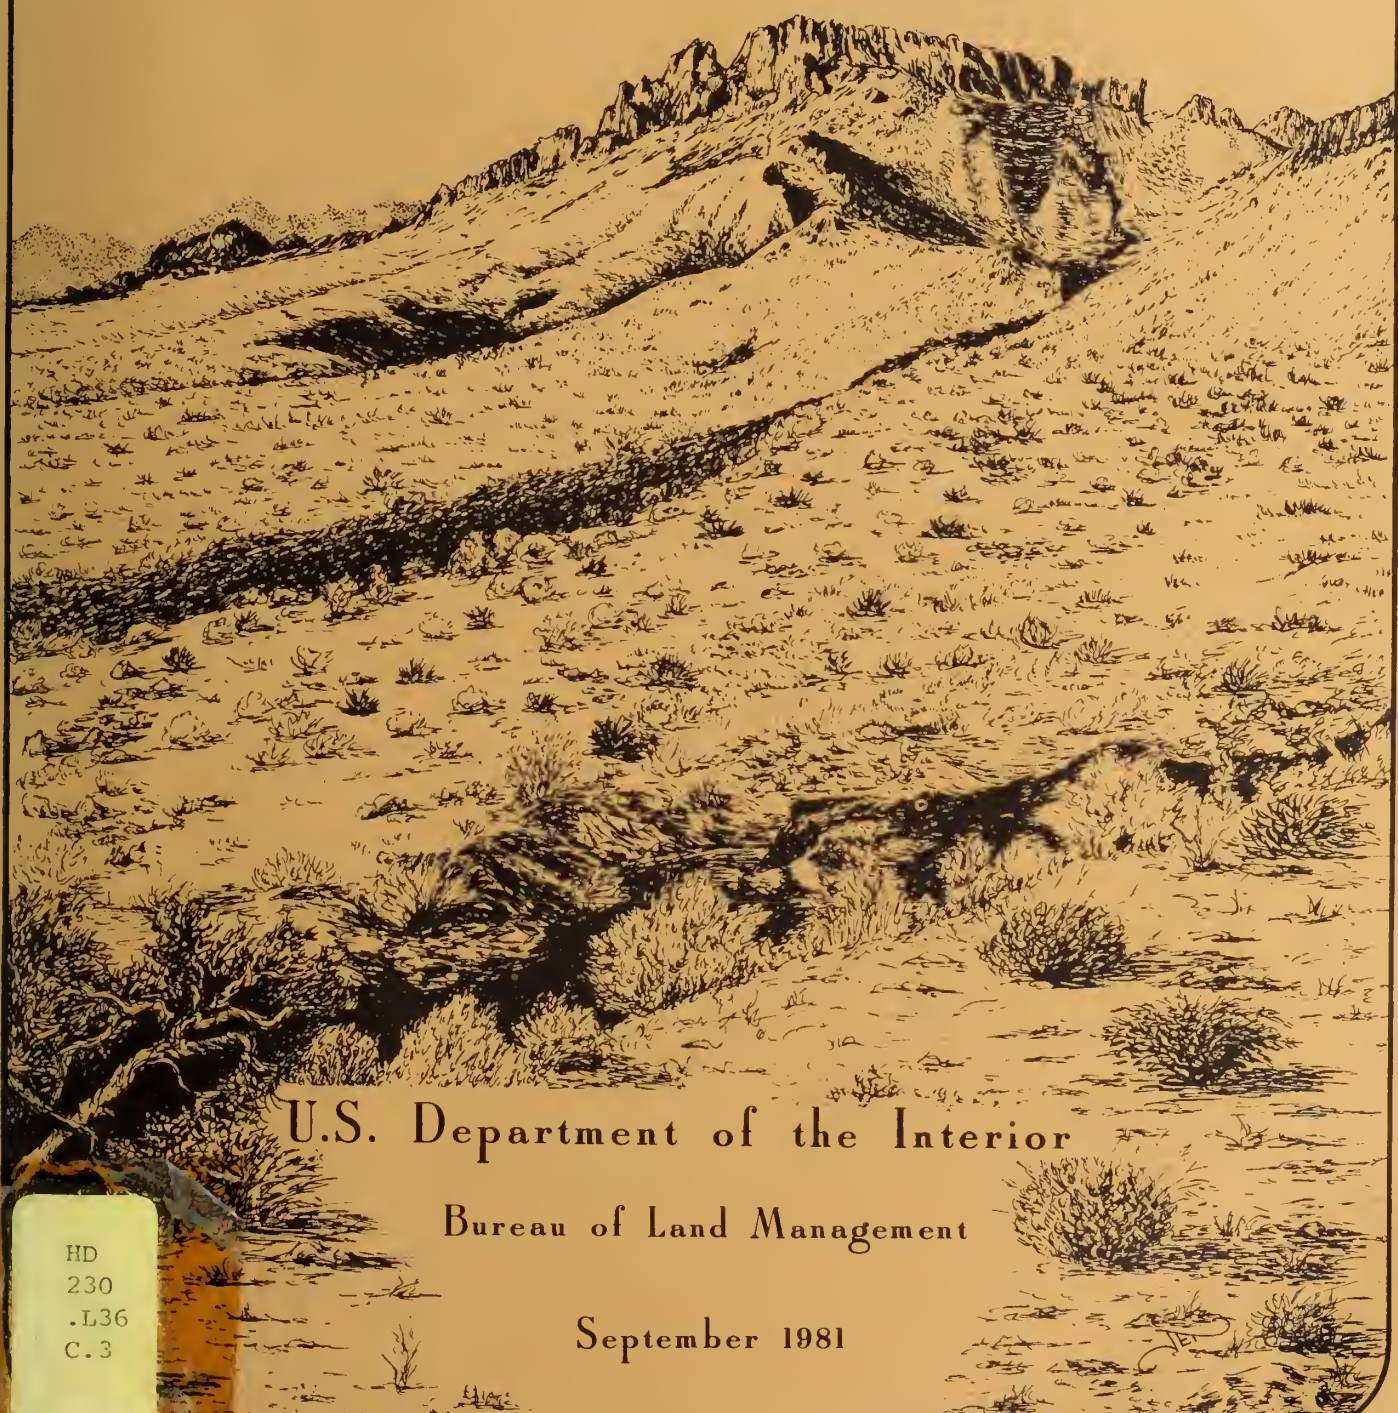 U.S. Department of the Interior
Bureau of Land Management
September 1981
HD
230
.L36
C.3